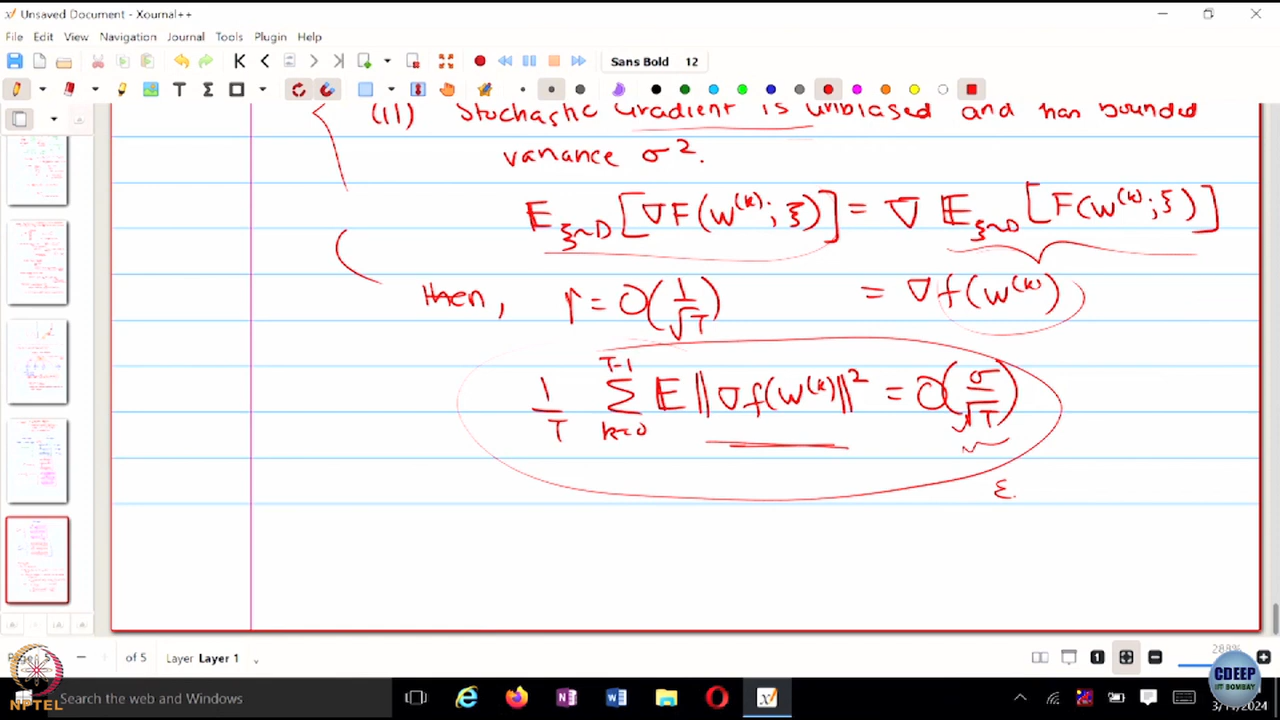 Unsaved Document - Xournal++
File Edit View Navigation Journal Tools Plugin Help
Sans Bold 12
(II) Stochastic Gradient is unbiased and has bounded
variance σ².
𝔼_{ξ~D} [∇F(w^{(k)}; ξ)] = ∇ 𝔼_{ξ~D} [F(w^{(k)}; ξ)]
then, r = O(1/√T) = ∇f(w^{(k)})
1/T ∑_{k=0}^{T-1} 𝔼 ‖∇f(w^{(k)})‖² = O(σ/√T)
ε
of 5 Layer Layer 1
288%
Search the web and Windows
NPTEL
CDEEP
IIT BOMBAY